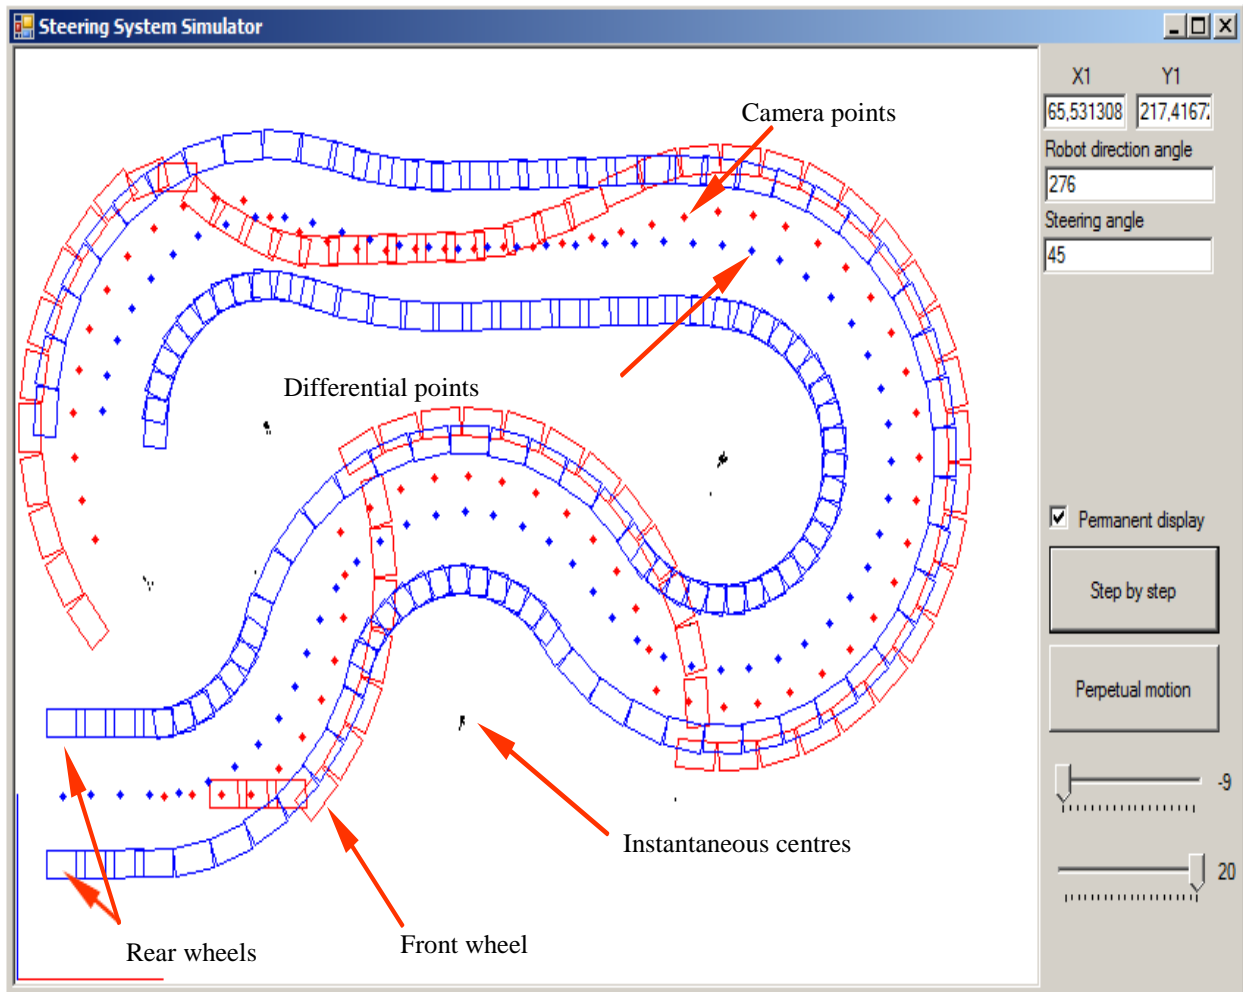 Steering System Simulator
X1 Y1
65,531308 217,4167
Robot direction angle
276
Steering angle
45
Camera points
Differential points
Permanent display
Step by step
Perpetual motion
-9
20
Instantaneous centres
Front wheel
Rear wheels